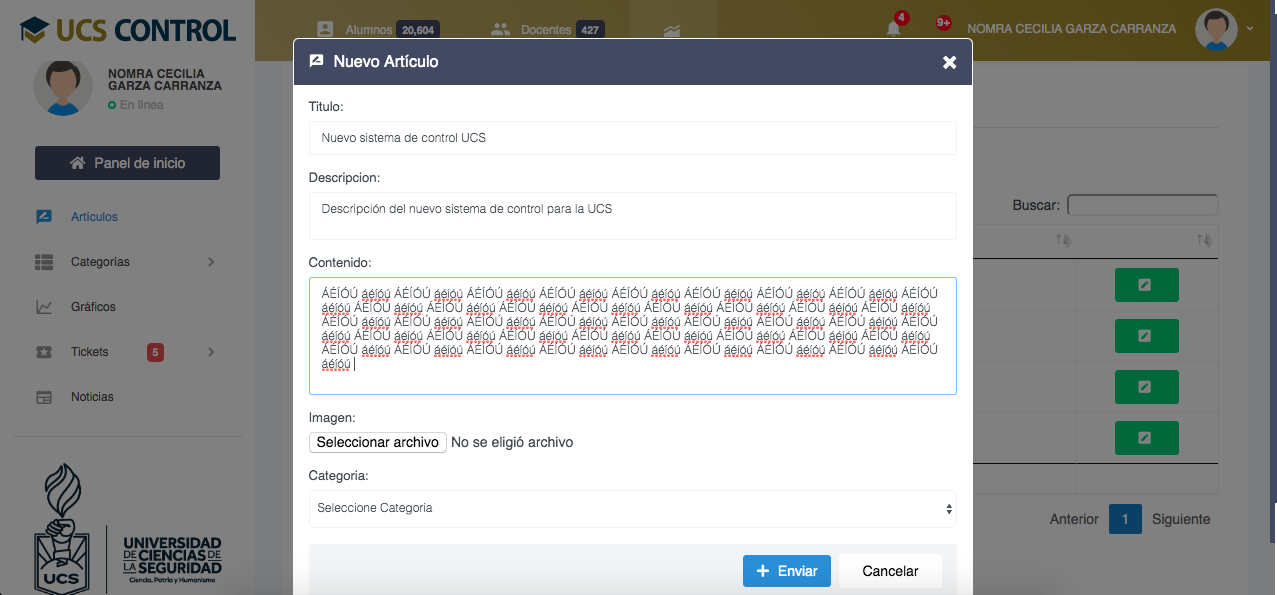 UCS CONTROL
Alumnos 20,604
Docentes 427
4
9+
NOMRA CECILIA GARZA CARRANZA
NOMRA CECILIA
GARZA CARRANZA
En línea
Panel de inicio
Artículos
Categorías
Gráficos
Tickets 5
Noticias
UCS
UNIVERSIDAD
DE CIENCIAS DE
LA SEGURIDAD
Ciencia, Patria y Humanismo
Nuevo Artículo
Titulo:
Nuevo sistema de control UCS
Descripcion:
Descripción del nuevo sistema de control para la UCS
Contenido:
ÁÉÍÓÚ áéíóú ÁÉÍÓÚ áéíóú ÁÉÍÓÚ áéíóú ÁÉÍÓÚ áéíóú ÁÉÍÓÚ áéíóú ÁÉÍÓÚ áéíóú ÁÉÍÓÚ áéíóú ÁÉÍÓÚ áéíóú ÁÉÍÓÚ
áéíóú ÁÉÍÓÚ áéíóú ÁÉÍÓÚ áéíóú ÁÉÍÓÚ áéíóú ÁÉÍÓÚ áéíóú ÁÉÍÓÚ áéíóú ÁÉÍÓÚ áéíóú ÁÉÍÓÚ áéíóú ÁÉÍÓÚ áéíóú
ÁÉÍÓÚ áéíóú ÁÉÍÓÚ áéíóú ÁÉÍÓÚ áéíóú ÁÉÍÓÚ áéíóú ÁÉÍÓÚ áéíóú ÁÉÍÓÚ áéíóú ÁÉÍÓÚ áéíóú ÁÉÍÓÚ áéíóú ÁÉÍÓÚ
áéíóú ÁÉÍÓÚ áéíóú ÁÉÍÓÚ áéíóú ÁÉÍÓÚ áéíóú ÁÉÍÓÚ áéíóú ÁÉÍÓÚ áéíóú ÁÉÍÓÚ áéíóú ÁÉÍÓÚ áéíóú ÁÉÍÓÚ áéíóú
ÁÉÍÓÚ áéíóú ÁÉÍÓÚ áéíóú ÁÉÍÓÚ áéíóú ÁÉÍÓÚ áéíóú ÁÉÍÓÚ áéíóú ÁÉÍÓÚ áéíóú ÁÉÍÓÚ áéíóú ÁÉÍÓÚ áéíóú ÁÉÍÓÚ
áéíóú
Imagen:
Seleccionar archivo No se eligió archivo
Categoria:
Seleccione Categoria
Enviar
Cancelar
Buscar:
Anterior 1 Siguiente